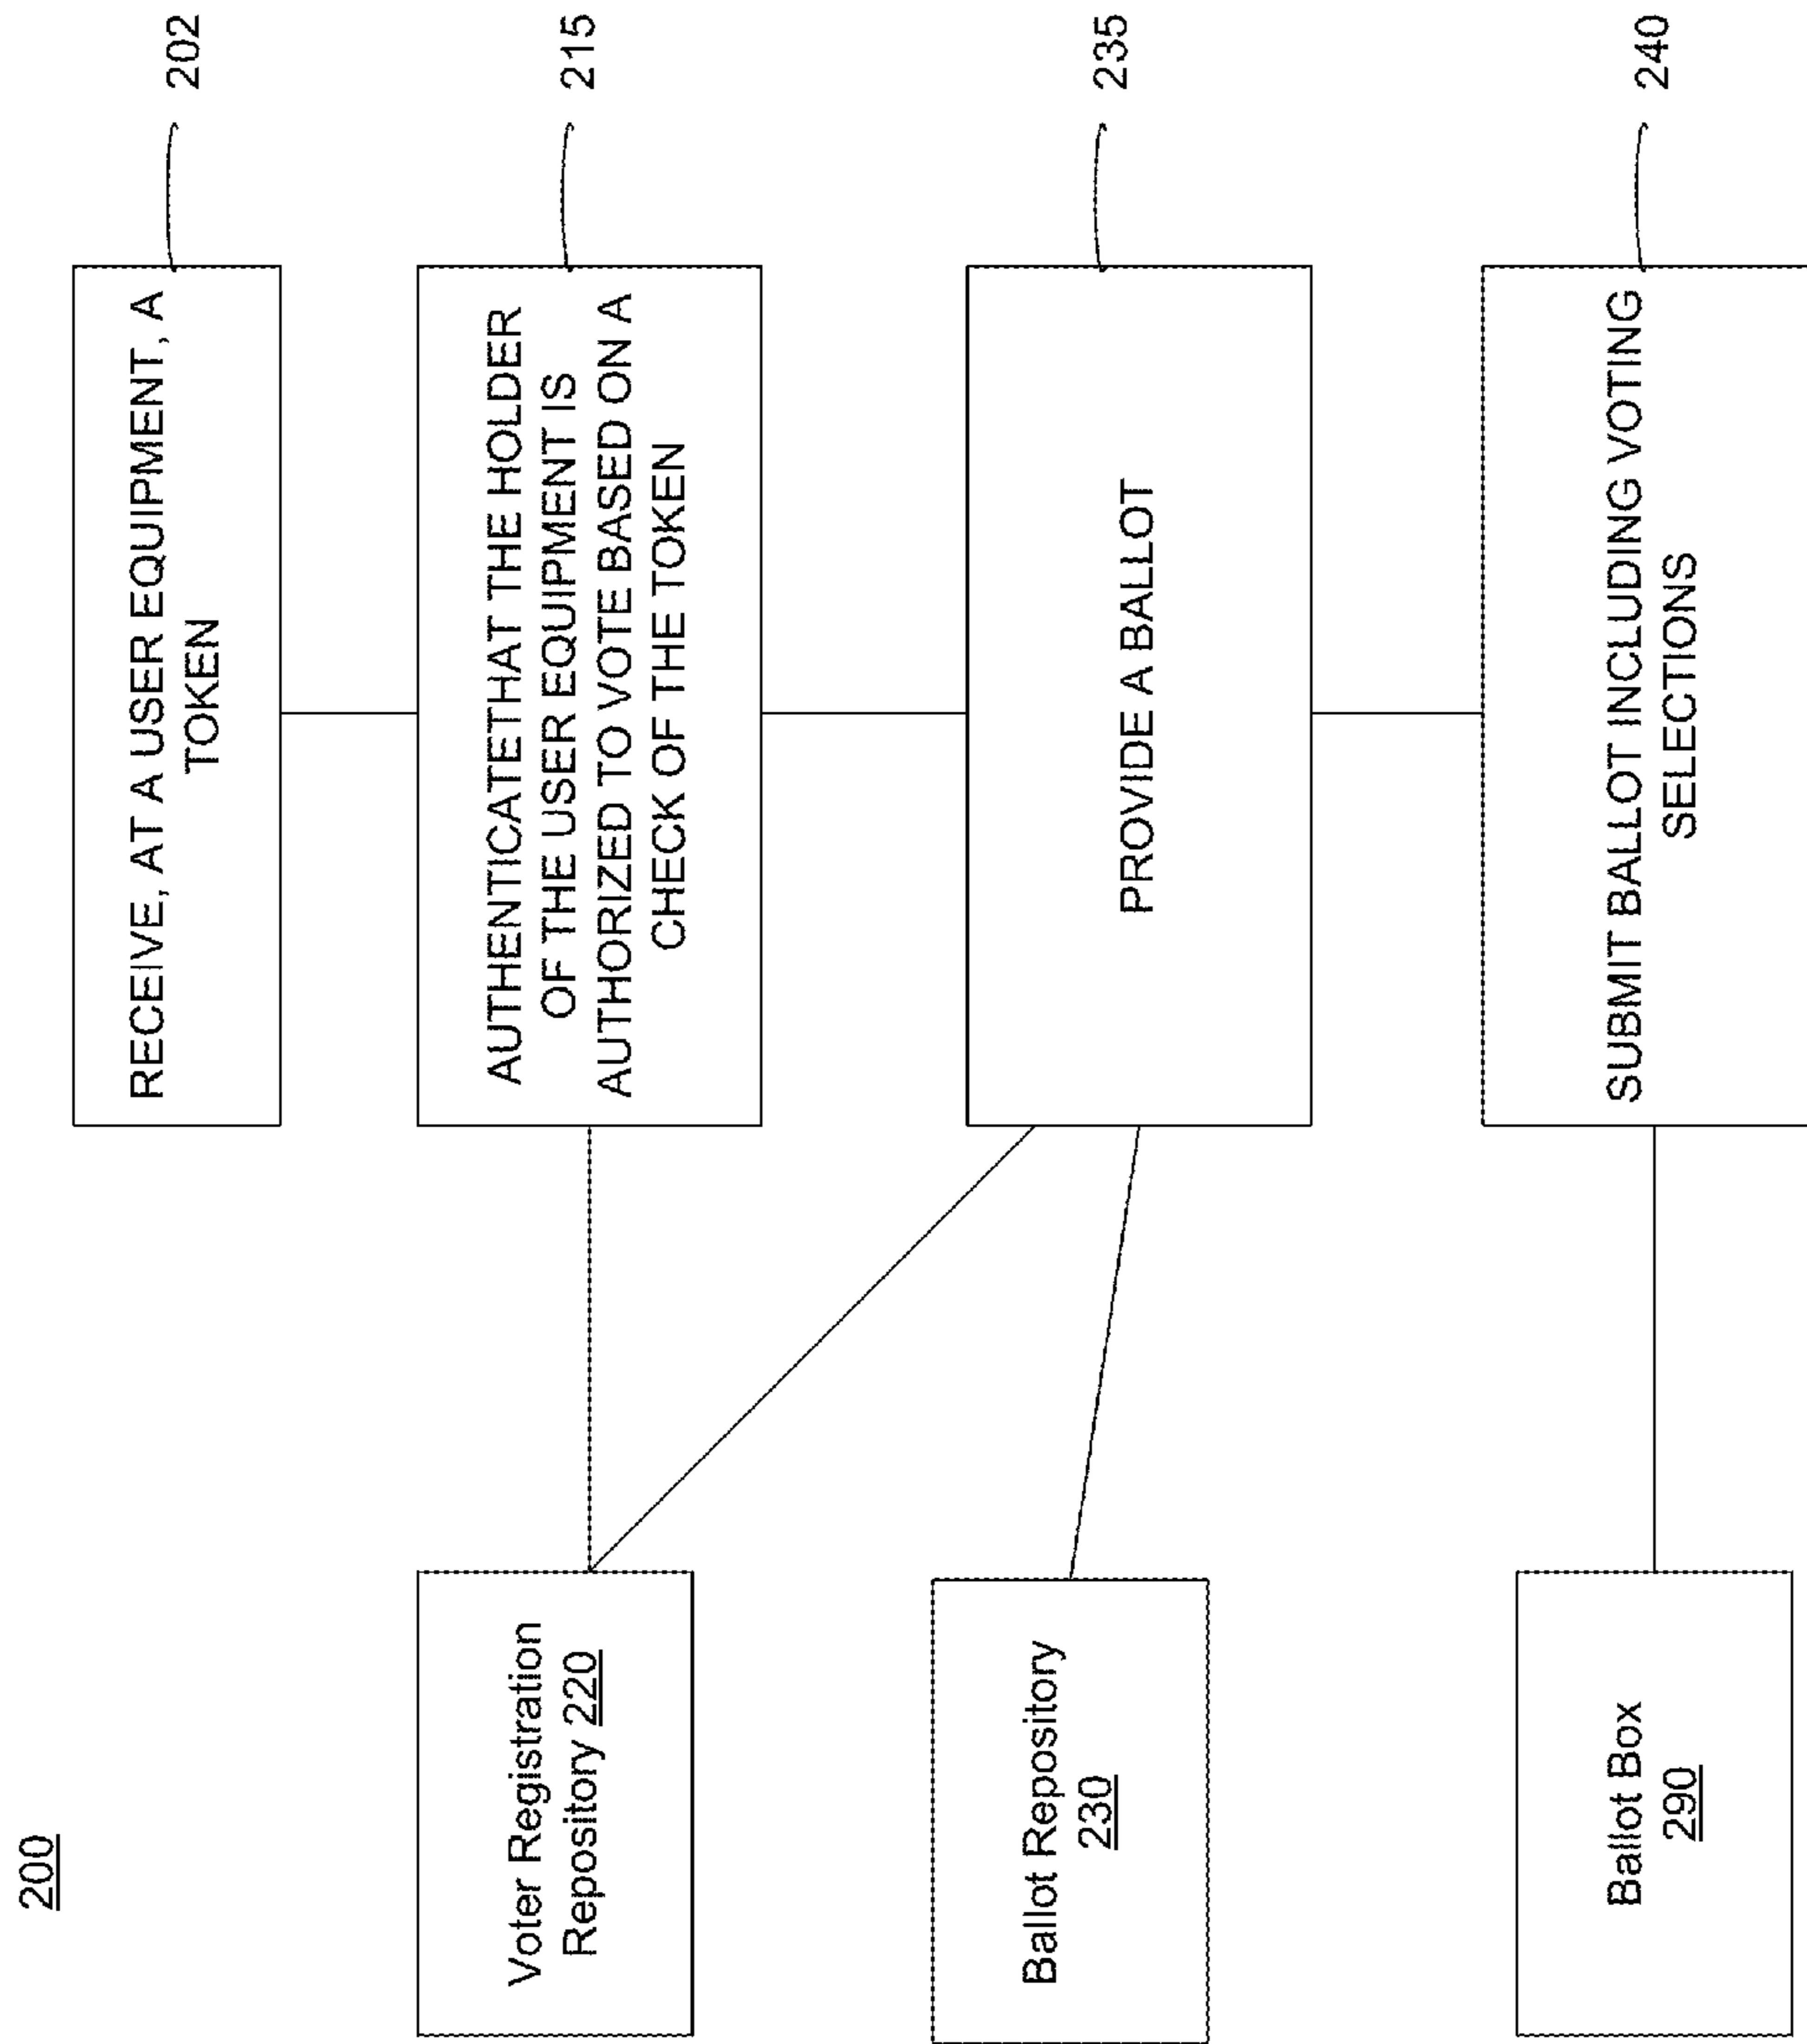 200
RECEIVE, AT A USER EQUIPMENT, A
TOKEN
202
Voter Registration
Repository 220
AUTHENTICATETHAT THE HOLDER
OF THE USER EQUIPMENT IS
AUTHORIZED TO VOTE BASED ON A
CHECK OF THE TOKEN
215
Ballot Repository
230
PROVIDE A BALLOT
235
Ballot Box
290
SUBMIT BALLOT INCLUDING VOTING
SELECTIONS
240